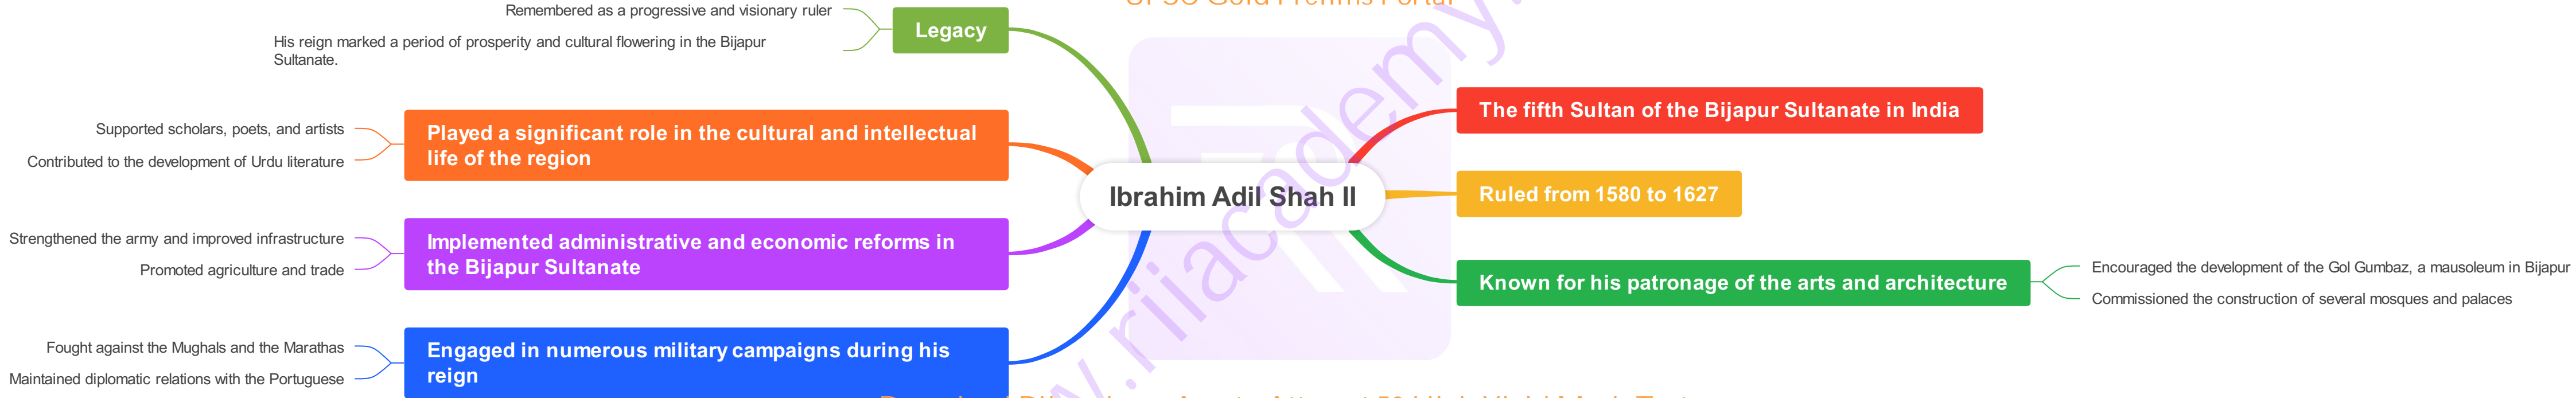 Remembered as a progressive and visionary ruler
His reign marked a period of prosperity and cultural flowering in the Bijapur
Sultanate.
Legacy
Supported scholars, poets, and artists
Contributed to the development of Urdu literature
Played a significant role in the cultural and intellectual
life of the region
Strengthened the army and improved infrastructure
Promoted agriculture and trade
Implemented administrative and economic reforms in
the Bijapur Sultanate
Fought against the Mughals and the Marathas
Maintained diplomatic relations with the Portuguese
Engaged in numerous military campaigns during his
reign
Ibrahim Adil Shah II
The fifth Sultan of the Bijapur Sultanate in India
Ruled from 1580 to 1627
Known for his patronage of the arts and architecture
Encouraged the development of the Gol Gumbaz, a mausoleum in Bijapur
Commissioned the construction of several mosques and palaces